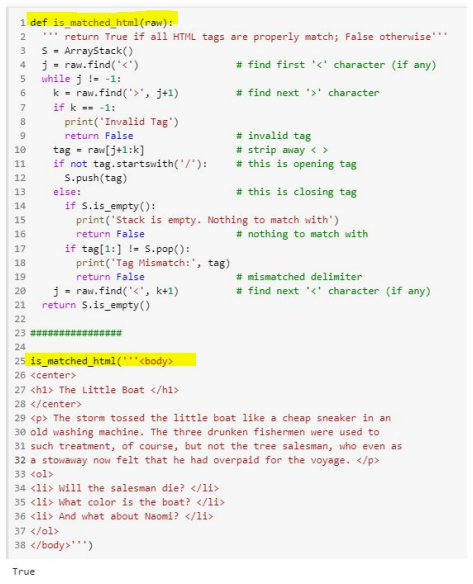 1 def is_matched_html(raw):
2   ''' return True if all HTML tags are properly match; False otherwise'''
3   S = ArrayStack()
4   j = raw.find('<')               # find first '<' character (if any)
5   while j != -1:
6     k = raw.find('>', j+1)        # find next '>' character
7     if k == -1:
8       print('Invalid Tag')
9       return False                # invalid tag
10     tag = raw[j+1:k]              # strip away < >
11     if not tag.startswith('/'):   # this is opening tag
12       S.push(tag)
13     else:                         # this is closing tag
14       if S.is_empty():
15         print('Stack is empty. Nothing to match with')
16         return False              # nothing to match with
17       if tag[1:] != S.pop():
18         print('Tag Mismatch:', tag)
19         return False              # mismatched delimiter
20     j = raw.find('<', k+1)        # find next '<' character (if any)
21   return S.is_empty()
22
23 ################
24
25 is_matched_html('''<body>
26 <center>
27 <h1> The Little Boat </h1>
28 </center>
29 <p> The storm tossed the little boat like a cheap sneaker in an
30 old washing machine. The three drunken fishermen were used to
31 such treatment, of course, but not the tree salesman, who even as
32 a stowaway now felt that he had overpaid for the voyage. </p>
33 <ol>
34 <li> Will the salesman die? </li>
35 <li> What color is the boat? </li>
36 <li> And what about Naomi? </li>
37 </ol>
38 </body>''')
True